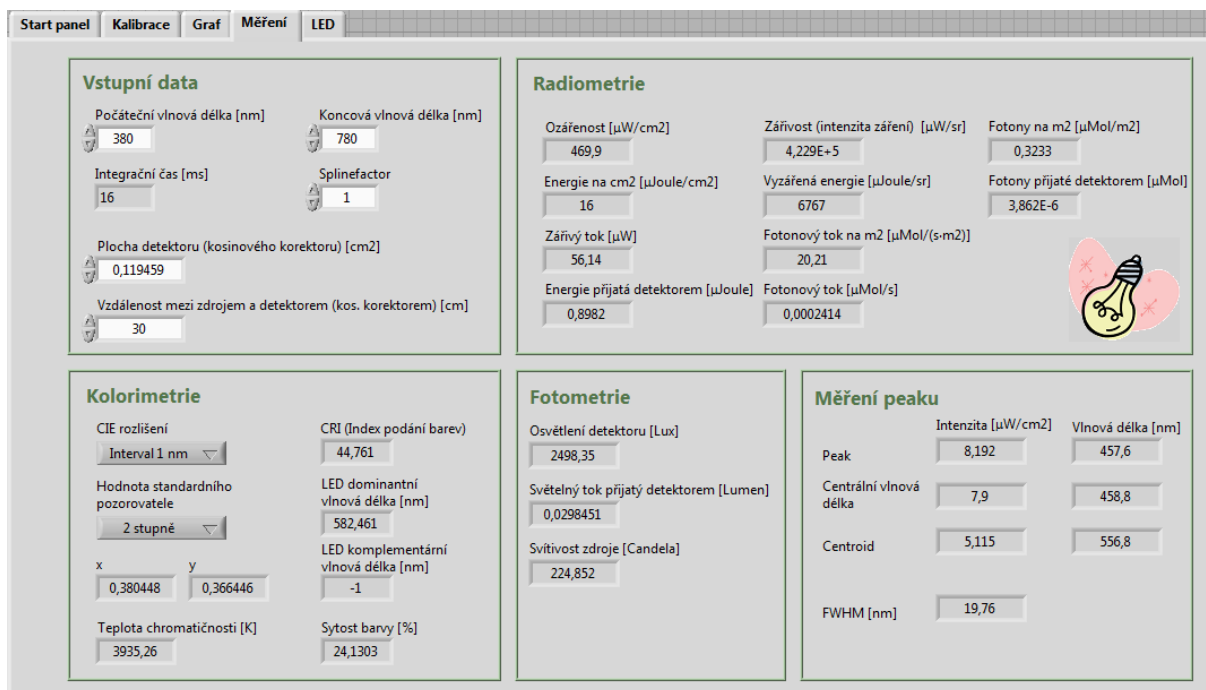 Start panel Kalibrace Graf Měření LED
Vstupní data
Počáteční vlnová délka [nm] Koncová vlnová délka [nm]
380 780
Integrační čas [ms] Splinefactor
16 1
Plocha detektoru (kosinového korektoru) [cm2]
0,119459
Vzdálenost mezi zdrojem a detektorem (kos. korektorem) [cm]
30
Radiometrie
Ozářenost [µW/cm2] Zářivost (intenzita záření) [µW/sr] Fotony na m2 [µMol/m2]
469,9 4,229E+5 0,3233
Energie na cm2 [µJoule/cm2] Vyzářená energie [µJoule/sr] Fotony přijaté detektorem [µMol]
16 6767 3,862E-6
Zářivý tok [µW] Fotonový tok na m2 [µMol/(s·m2)]
56,14 20,21
Energie přijatá detektorem [µJoule] Fotonový tok [µMol/s]
0,8982 0,0002414
Kolorimetrie
CIE rozlišení CRI (Index podání barev)
Interval 1 nm 44,761
Hodnota standardního LED dominantní
pozorovatele vlnová délka [nm]
2 stupně 582,461
LED komplementární
x y vlnová délka [nm]
0,380448 0,366446 -1
Teplota chromatičnosti [K] Sytost barvy [%]
3935,26 24,1303
Fotometrie
Osvětlení detektoru [Lux]
2498,35
Světelný tok přijatý detektorem [Lumen]
0,0298451
Svítivost zdroje [Candela]
224,852
Měření peaku
Intenzita [µW/cm2] Vlnová délka [nm]
Peak 8,192 457,6
Centrální vlnová
délka 7,9 458,8
Centroid 5,115 556,8
FWHM [nm] 19,76